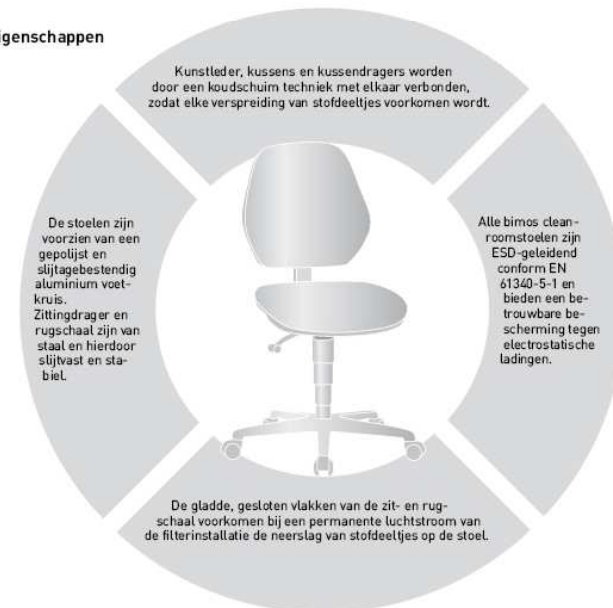 igenschappen
Kunstleder, kussens en kussendragers worden
door een koudschuim techniek met elkaar verbonden,
zodat elke verspreiding van stofdeeltjes voorkomen wordt.
De stoelen zijn
voorzien van een
gepolijst en
slijtagebestendig
aluminium voet-
kruis.
Zittingdrager en
rugschaal zijn van
staal en hierdoor
slijtvast en sta-
biel.
Alle bimos clean-
roomstoelen zijn
ESD-geleidend
conform EN
61340-5-1 en
bieden een be-
trouwbare be-
scherming tegen
electrostatische
ladingen.
De gladde, gesloten vlakken van de zit- en rug-
schaal voorkomen bij een permanente luchtstroom van
de filterinstallatie de neerslag van stofdeeltjes op de stoel.